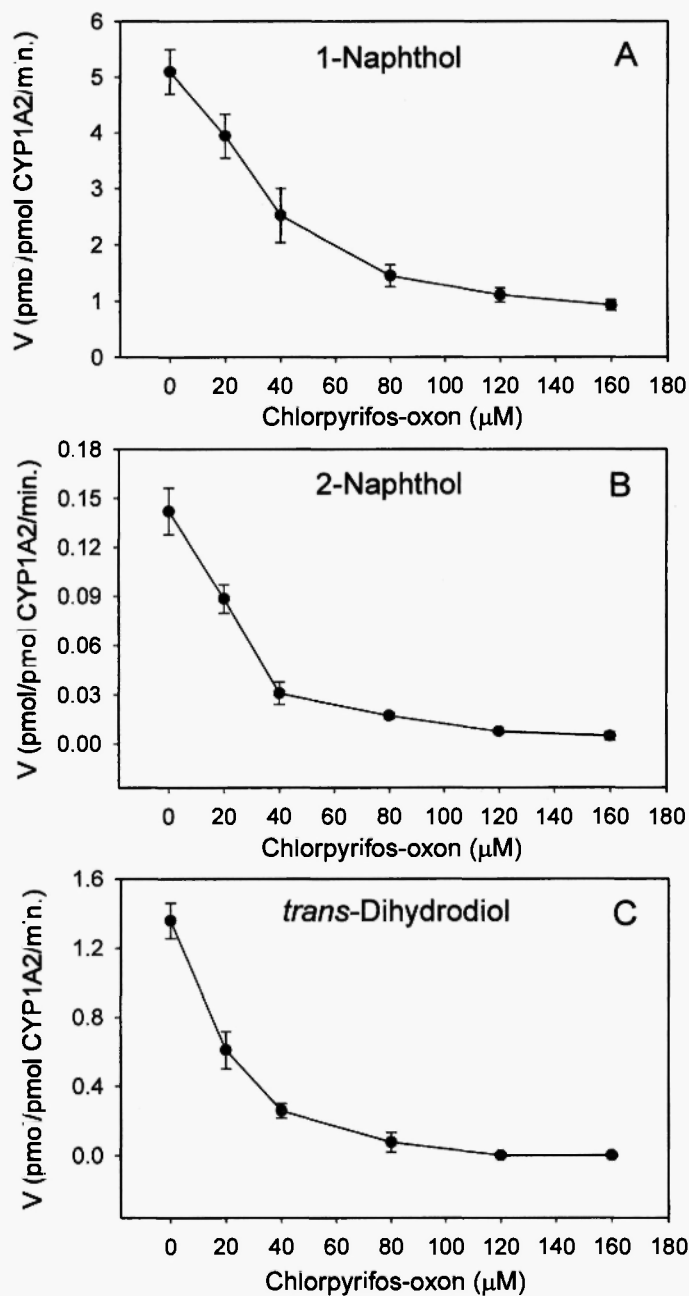 1-Naphthol
A
V (pmol/pmol CYP1A2/min.)
6
5
4
3
2
1
0
0 20 40 60 80 100 120 140 160 180
Chlorpyrifos-oxon (μM)
2-Naphthol
B
V (pmol/pmol CYP1A2/min.)
0.18
0.15
0.12
0.09
0.06
0.03
0.00
0 20 40 60 80 100 120 140 160 180
Chlorpyrifos-oxon (μM)
trans-Dihydrodiol
C
V (pmol/pmol CYP1A2/min.)
1.6
1.2
0.8
0.4
0.0
0 20 40 60 80 100 120 140 160 180
Chlorpyrifos-oxon (μM)